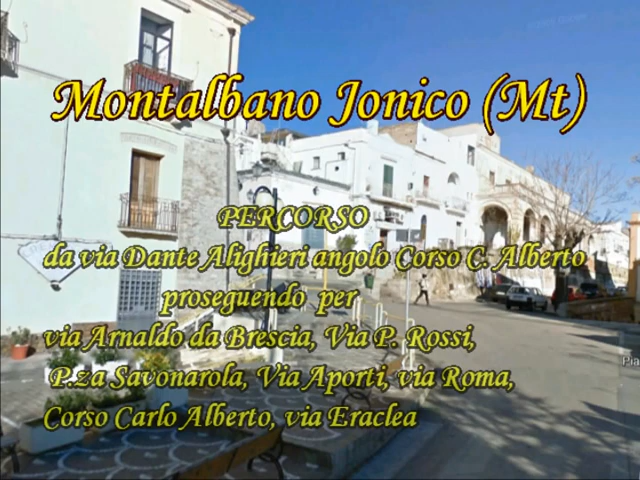 Montalbano Jonico (Mt)
PERCORSO
da via Dante Alighieri angolo Corso C. Alberto
proseguendo per
via Arnaldo da Brescia, Via P. Rossi,
P.za Savonarola, Via Aporti, via Roma,
Corso Carlo Alberto, via Eraclea
Pia